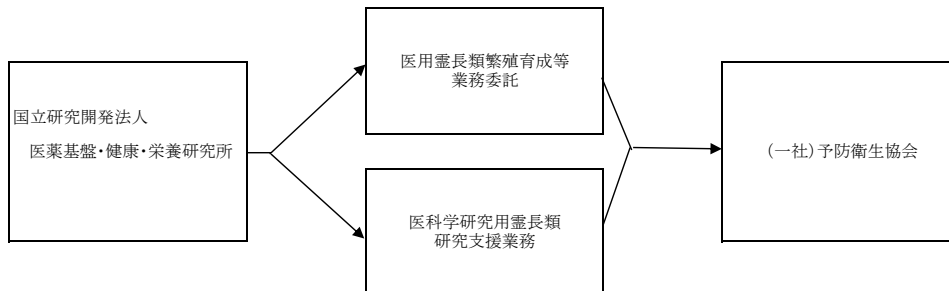 国立研究開発法人
医薬基盤・健康・栄養研究所
医用霊長類繁殖育成等
業務委託
医科学研究用霊長類
研究支援業務
(一社)予防衛生協会